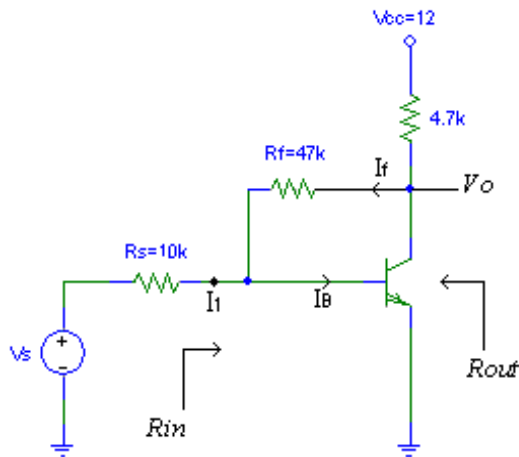 Vcc=12
4.7k
Rf=47k
If
Vo
Rs=10k
I1
IB
Vs
+
-
Rin
Rout